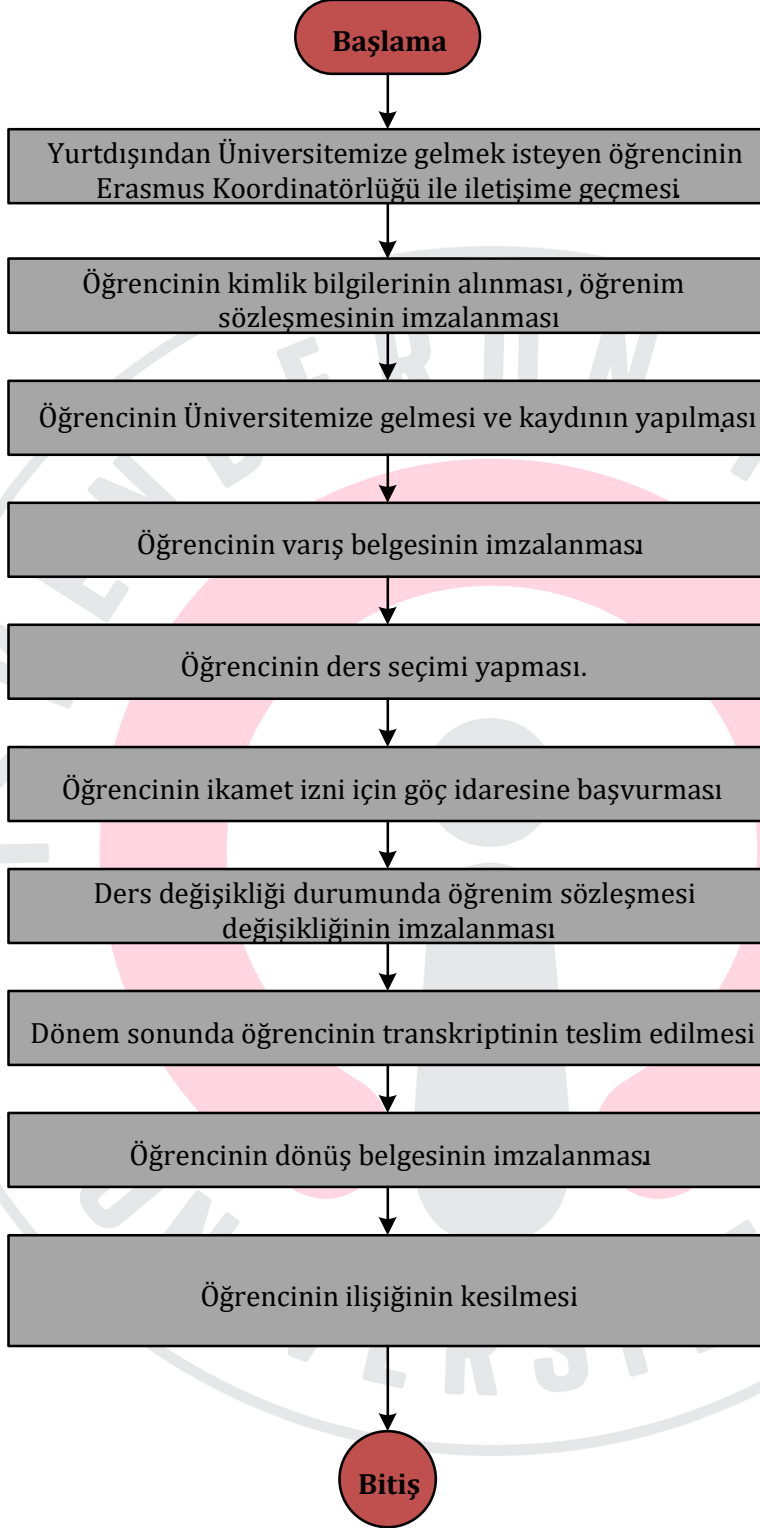 Başlama
Yurtdışından Üniversitemize gelmek isteyen öğrencinin
Erasmus Koordinatörlüğü ile iletişime geçmesi.
Öğrencinin kimlik bilgilerinin alınması, öğrenim
sözleşmesinin imzalanması
Öğrencinin Üniversitemize gelmesi ve kaydının yapılması.
Öğrencinin varış belgesinin imzalanması.
Öğrencinin ders seçimi yapması.
Öğrencinin ikamet izni için göç idaresine başvurması.
Ders değişikliği durumunda öğrenim sözleşmesi
değişikliğinin imzalanması
Dönem sonunda öğrencinin transkriptinin teslim edilmesi
Öğrencinin dönüş belgesinin imzalanması.
Öğrencinin ilişiğinin kesilmesi
Bitiş